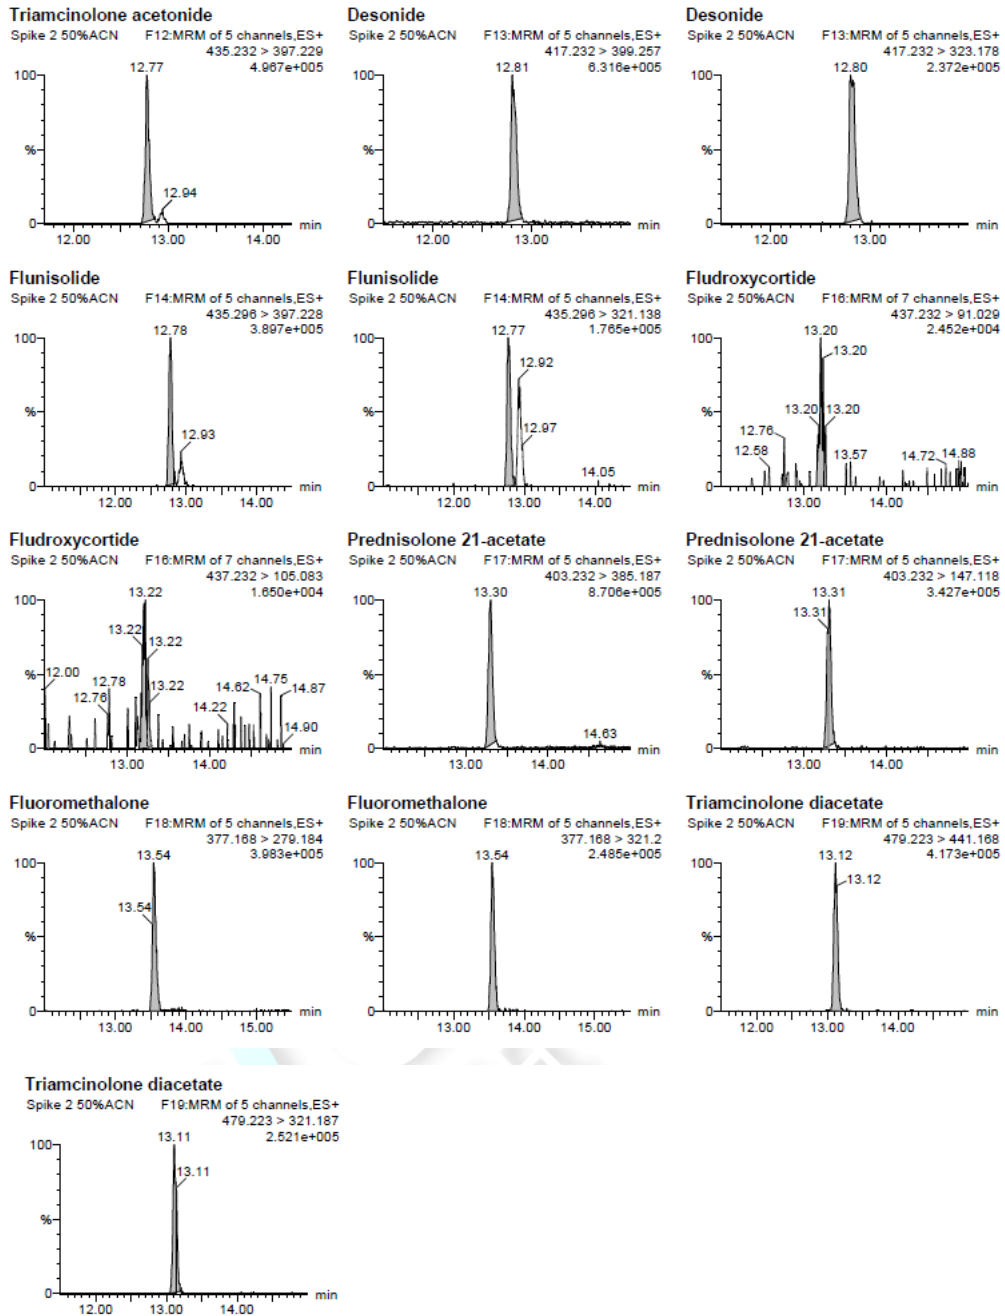 Triamcinolone acetonide
Spike 2 50%ACN F12:MRM of 5 channels,ES+
435.232 > 397.229
4.967e+005
12.77
100
%
12.94
0
12.00 13.00 14.00 min
Desonide
Spike 2 50%ACN F13:MRM of 5 channels,ES+
417.232 > 399.257
6.316e+005
12.81
100
%
0
12.00 13.00 min
Desonide
Spike 2 50%ACN F13:MRM of 5 channels,ES+
417.232 > 323.178
2.372e+005
12.80
100
%
0
12.00 13.00 min
Flunisolide
Spike 2 50%ACN F14:MRM of 5 channels,ES+
435.296 > 397.228
3.897e+005
12.78
100
%
12.93
0
12.00 13.00 14.00 min
Flunisolide
Spike 2 50%ACN F14:MRM of 5 channels,ES+
435.296 > 321.138
1.765e+005
12.77
100
12.92
%
12.97
14.05
0
12.00 13.00 14.00 min
Fludroxycortide
Spike 2 50%ACN F16:MRM of 7 channels,ES+
437.232 > 91.029
2.452e+004
13.20
100
13.20
%
13.20 13.20
12.76
12.58 13.57 14.72 14.88
0
13.00 14.00 min
Fludroxycortide
Spike 2 50%ACN F16:MRM of 7 channels,ES+
437.232 > 105.083
1.650e+004
13.22
100
13.22
13.22
12.00
%
12.78 13.22 14.62 14.75 14.87
12.76
14.22
14.90
0
13.00 14.00 min
Prednisolone 21-acetate
Spike 2 50%ACN F17:MRM of 5 channels,ES+
403.232 > 385.187
8.706e+005
13.30
100
%
14.63
0
13.00 14.00 min
Prednisolone 21-acetate
Spike 2 50%ACN F17:MRM of 5 channels,ES+
403.232 > 147.118
3.427e+005
13.31
100
13.31
%
0
13.00 14.00 min
Fluoromethalone
Spike 2 50%ACN F18:MRM of 5 channels,ES+
377.168 > 279.184
3.983e+005
13.54
100
13.54
%
0
13.00 14.00 15.00 min
Fluoromethalone
Spike 2 50%ACN F18:MRM of 5 channels,ES+
377.168 > 321.2
2.485e+005
13.54
100
%
0
13.00 14.00 15.00 min
Triamcinolone diacetate
Spike 2 50%ACN F19:MRM of 5 channels,ES+
479.223 > 441.168
4.173e+005
13.12
100
13.12
%
0
12.00 13.00 14.00 min
Triamcinolone diacetate
Spike 2 50%ACN F19:MRM of 5 channels,ES+
479.223 > 321.187
2.521e+005
13.11
100
13.11
%
0
12.00 13.00 14.00 min